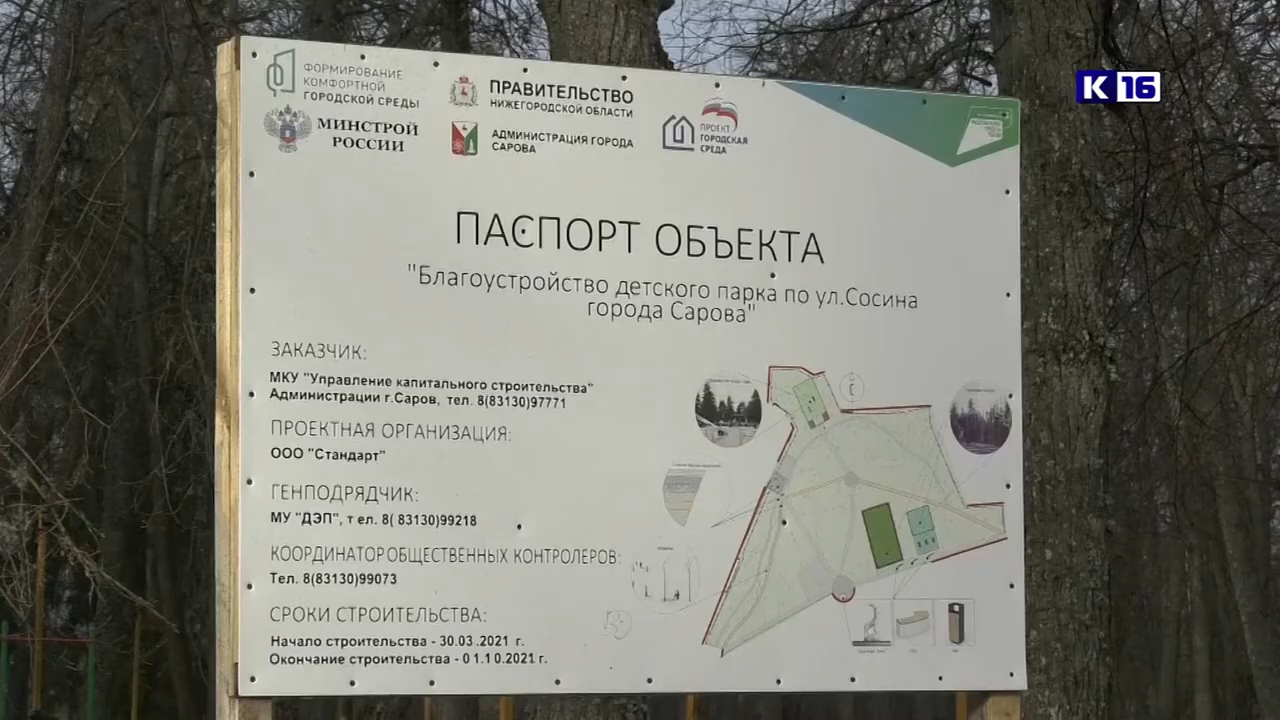 ФОРМИРОВАНИЕ
КОМФОРТНОЙ
ГОРОДСКОЙ СРЕДЫ
МИНСТРОЙ
РОССИИ
ПРАВИТЕЛЬСТВО
НИЖЕГОРОДСКОЙ ОБЛАСТИ
АДМИНИСТРАЦИЯ ГОРОДА
САРОВА
ПРОЕКТ
ГОРОДСКАЯ
СРЕДА
К 16
ПАСПОРТ ОБЪЕКТА
"Благоустройство детского парка по ул.Сосина
города Сарова"
ЗАКАЗЧИК:
МКУ "Управление капитального строительства"
Администрации г.Саров, тел. 8(83130)97771
ПРОЕКТНАЯ ОРГАНИЗАЦИЯ:
ООО "Стандарт"
ГЕНПОДРЯДЧИК:
МУ "ДЭП", т ел. 8( 83130)99218
КООРДИНАТОР ОБЩЕСТВЕННЫХ КОНТРОЛЕРОВ:
Тел. 8(83130)99073
СРОКИ СТРОИТЕЛЬСТВА:
Начало строительства - 30.03.2021 г.
Окончание строительства - 0 1.1 0.2021 г.